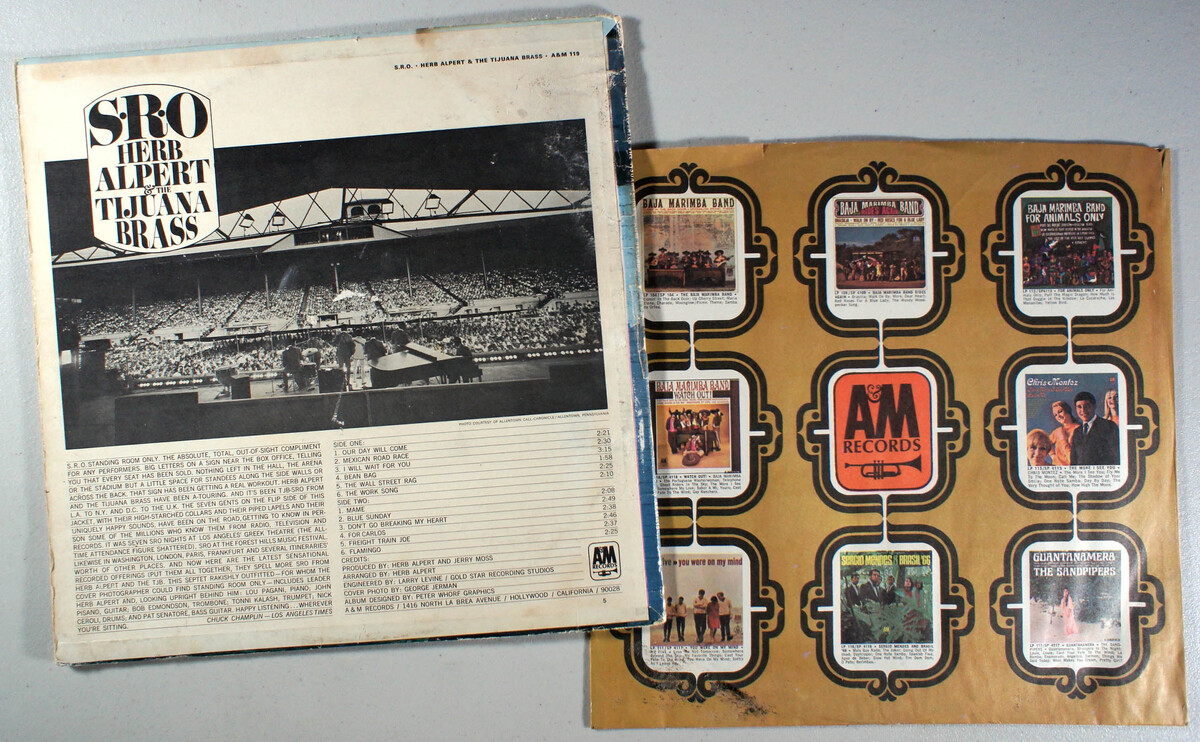 S.R.O. • HERB ALPERT & THE TIJUANA BRASS • A&M 119
S·R·O
HERB
ALPERT
& THE
TIJUANA
BRASS
PHOTO COURTESY OF ALLENTOWN CALL CHRONICLE / ALLENTOWN, PENNSYLVANIA
S.R.O. STANDING ROOM ONLY. THE ABSOLUTE, TOTAL, OUT-OF-SIGHT COMPLIMENT
FOR ANY PERFORMERS. BIG LETTERS ON A SIGN NEAR THE BOX OFFICE, TELLING
YOU THAT EVERY SEAT HAS BEEN SOLD. NOTHING LEFT IN THE HALL, THE ARENA
OR THE STADIUM BUT A LITTLE SPACE FOR STANDEES ALONG THE SIDE WALLS OR
ACROSS THE BACK. THAT SIGN HAS BEEN GETTING A REAL WORKOUT. HERB ALPERT
AND THE TIJUANA BRASS HAVE BEEN A-TOURING. AND IT'S BEEN TJB-SRO FROM
L.A. TO N.Y. AND D.C. TO THE U.K. THE SEVEN GENTS ON THE FLIP SIDE OF THIS
JACKET, WITH THEIR HIGH-STARCHED COLLARS AND THEIR PIPED LAPELS AND THEIR
UNIQUELY HAPPY SOUNDS, HAVE BEEN ON THE ROAD, GETTING TO KNOW IN PER-
SON SOME OF THE MILLIONS WHO KNOW THEM FROM RADIO, TELEVISION AND
RECORDS. IT WAS SEVEN SRO NIGHTS AT LOS ANGELES' GREEK THEATRE (THE ALL-
TIME ATTENDANCE FIGURE SHATTERED). SRO AT THE FOREST HILLS MUSIC FESTIVAL.
LIKEWISE IN WASHINGTON, LONDON, PARIS, FRANKFURT AND SEVERAL ITINERARIES'
WORTH OF OTHER PLACES. AND NOW HERE ARE THE LATEST SENSATIONAL
RECORDED OFFERINGS (PUT THEM ALL TOGETHER, THEY SPELL MORE SRO FROM
HERB ALPERT AND THE TJB. THIS SEPTET RAKISHLY OUTFITTED—FOR WHOM THE
COVER PHOTOGRAPHER COULD FIND STANDING ROOM ONLY—INCLUDES LEADER
HERB ALPERT AND, LOOKING UPRIGHT BEHIND HIM: LOU PAGANI, PIANO, JOHN
PISANO, GUITAR, BOB EDMONDSON, TROMBONE, TONNI KALASH, TRUMPET, NICK
CEROLI, DRUMS, AND PAT SENATORE, BASS GUITAR. HAPPY LISTENING... WHEREVER
YOU'RE SITTING.
CHUCK CHAMPLIN—LOS ANGELES TIMES
SIDE ONE:
1. OUR DAY WILL COME 2:21
2. MEXICAN ROAD RACE 2:30
3. I WILL WAIT FOR YOU 3:15
4. BEAN BAG 1:58
5. THE WALL STREET RAG 2:25
6. THE WORK SONG 2:10
SIDE TWO:
1. MAME 2:08
2. BLUE SUNDAY 2:49
3. DON'T GO BREAKING MY HEART 2:38
4. FOR CARLOS 2:46
5. FREIGHT TRAIN JOE 2:37
6. FLAMINGO 2:25
CREDITS:
PRODUCED BY: HERB ALPERT AND JERRY MOSS
ARRANGED BY: HERB ALPERT
ENGINEERED BY: LARRY LEVINE / GOLD STAR RECORDING STUDIOS
COVER PHOTO BY: GEORGE JERMAN
ALBUM DESIGNED BY: PETER WHORF GRAPHICS
A & M RECORDS / 1416 NORTH LA BREA AVENUE / HOLLYWOOD / CALIFORNIA / 90028
A&M
RECORDS
5
BAJA MARIMBA BAND
BAJA MARIMBA BAND
BAJA MARIMBA BAND
FOR ANIMALS ONLY
BAJA MARIMBA BAND
WATCH OUT!
A&M
RECORDS
Chris Montez
LP 115/SP 4115 • THE MORE I SEE YOU •
you were on my mind
SERGIO MENDES & BRASIL '66
GUANTANAMERA
THE SANDPIPERS